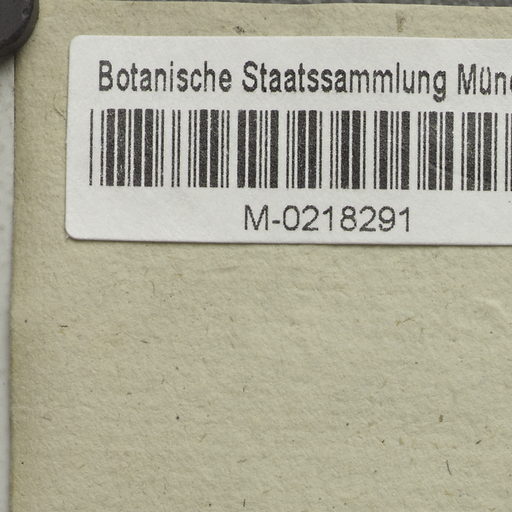 Botanische Staatssammlung Mün
M-0218291